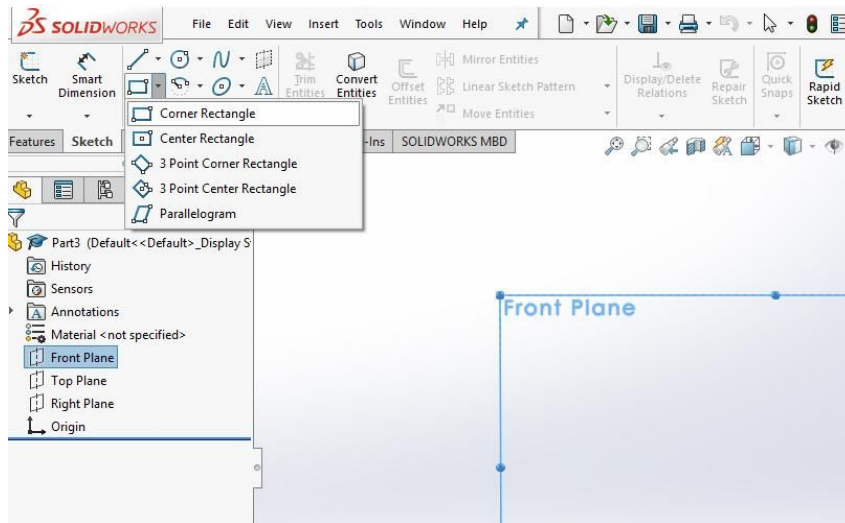 SOLIDWORKS File Edit View Insert Tools Window Help
Sketch Smart Dimension Trim Entities Convert Entities Offset Entities Mirror Entities Linear Sketch Pattern Move Entities Display/Delete Relations Repair Sketch Quick Snaps Rapid Sketch
Corner Rectangle
Center Rectangle
3 Point Corner Rectangle
3 Point Center Rectangle
Parallelogram
Features Sketch -Ins SOLIDWORKS MBD
Part3 (Default<<Default>_Display S
History
Sensors
Annotations
Material <not specified>
Front Plane
Top Plane
Right Plane
Origin
Front Plane